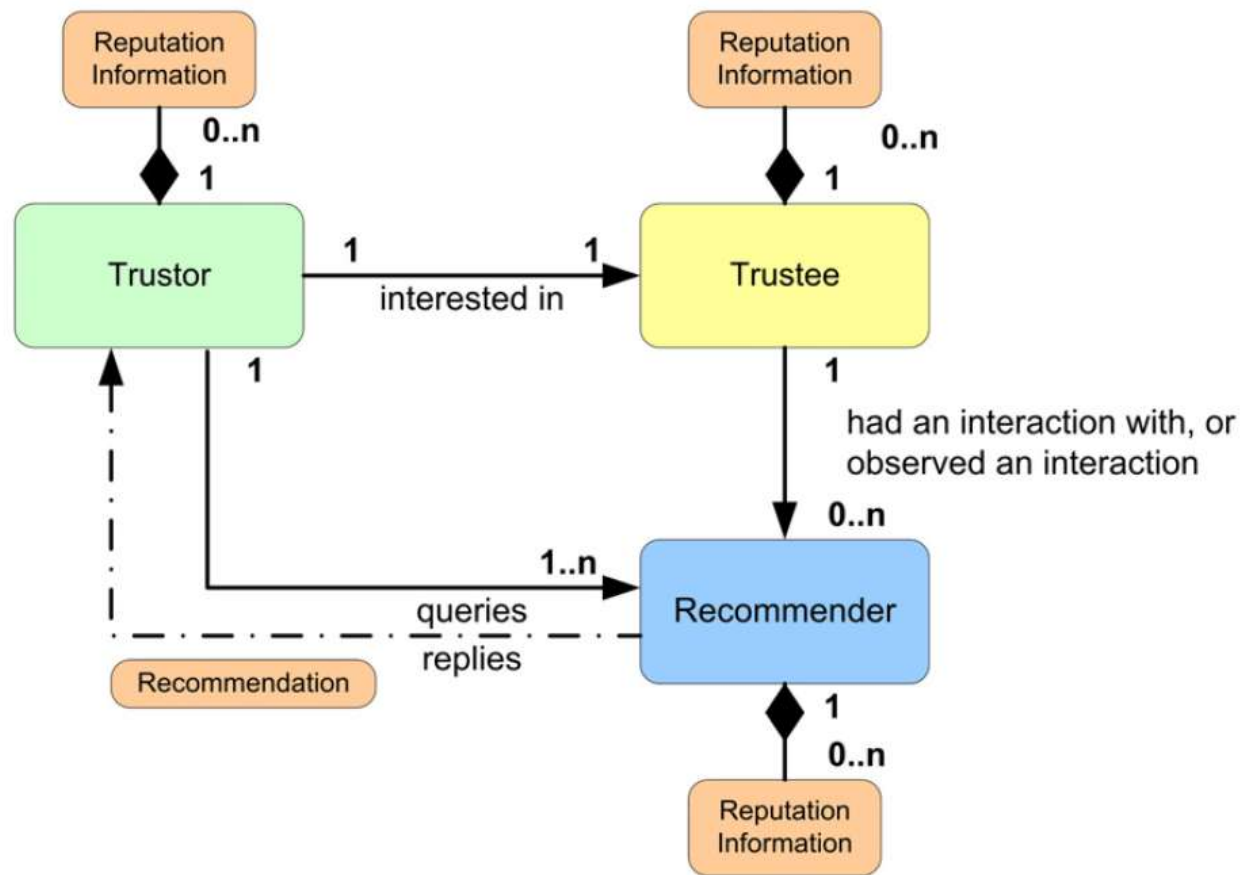 Reputation
Information
Reputation
Information
0..n
0..n
1
1
Trustor
1
1
Trustee
interested in
1
1
had an interaction with, or
observed an interaction
0..n
1..n
Recommender
queries
replies
Recommendation
1
0..n
Reputation
Information